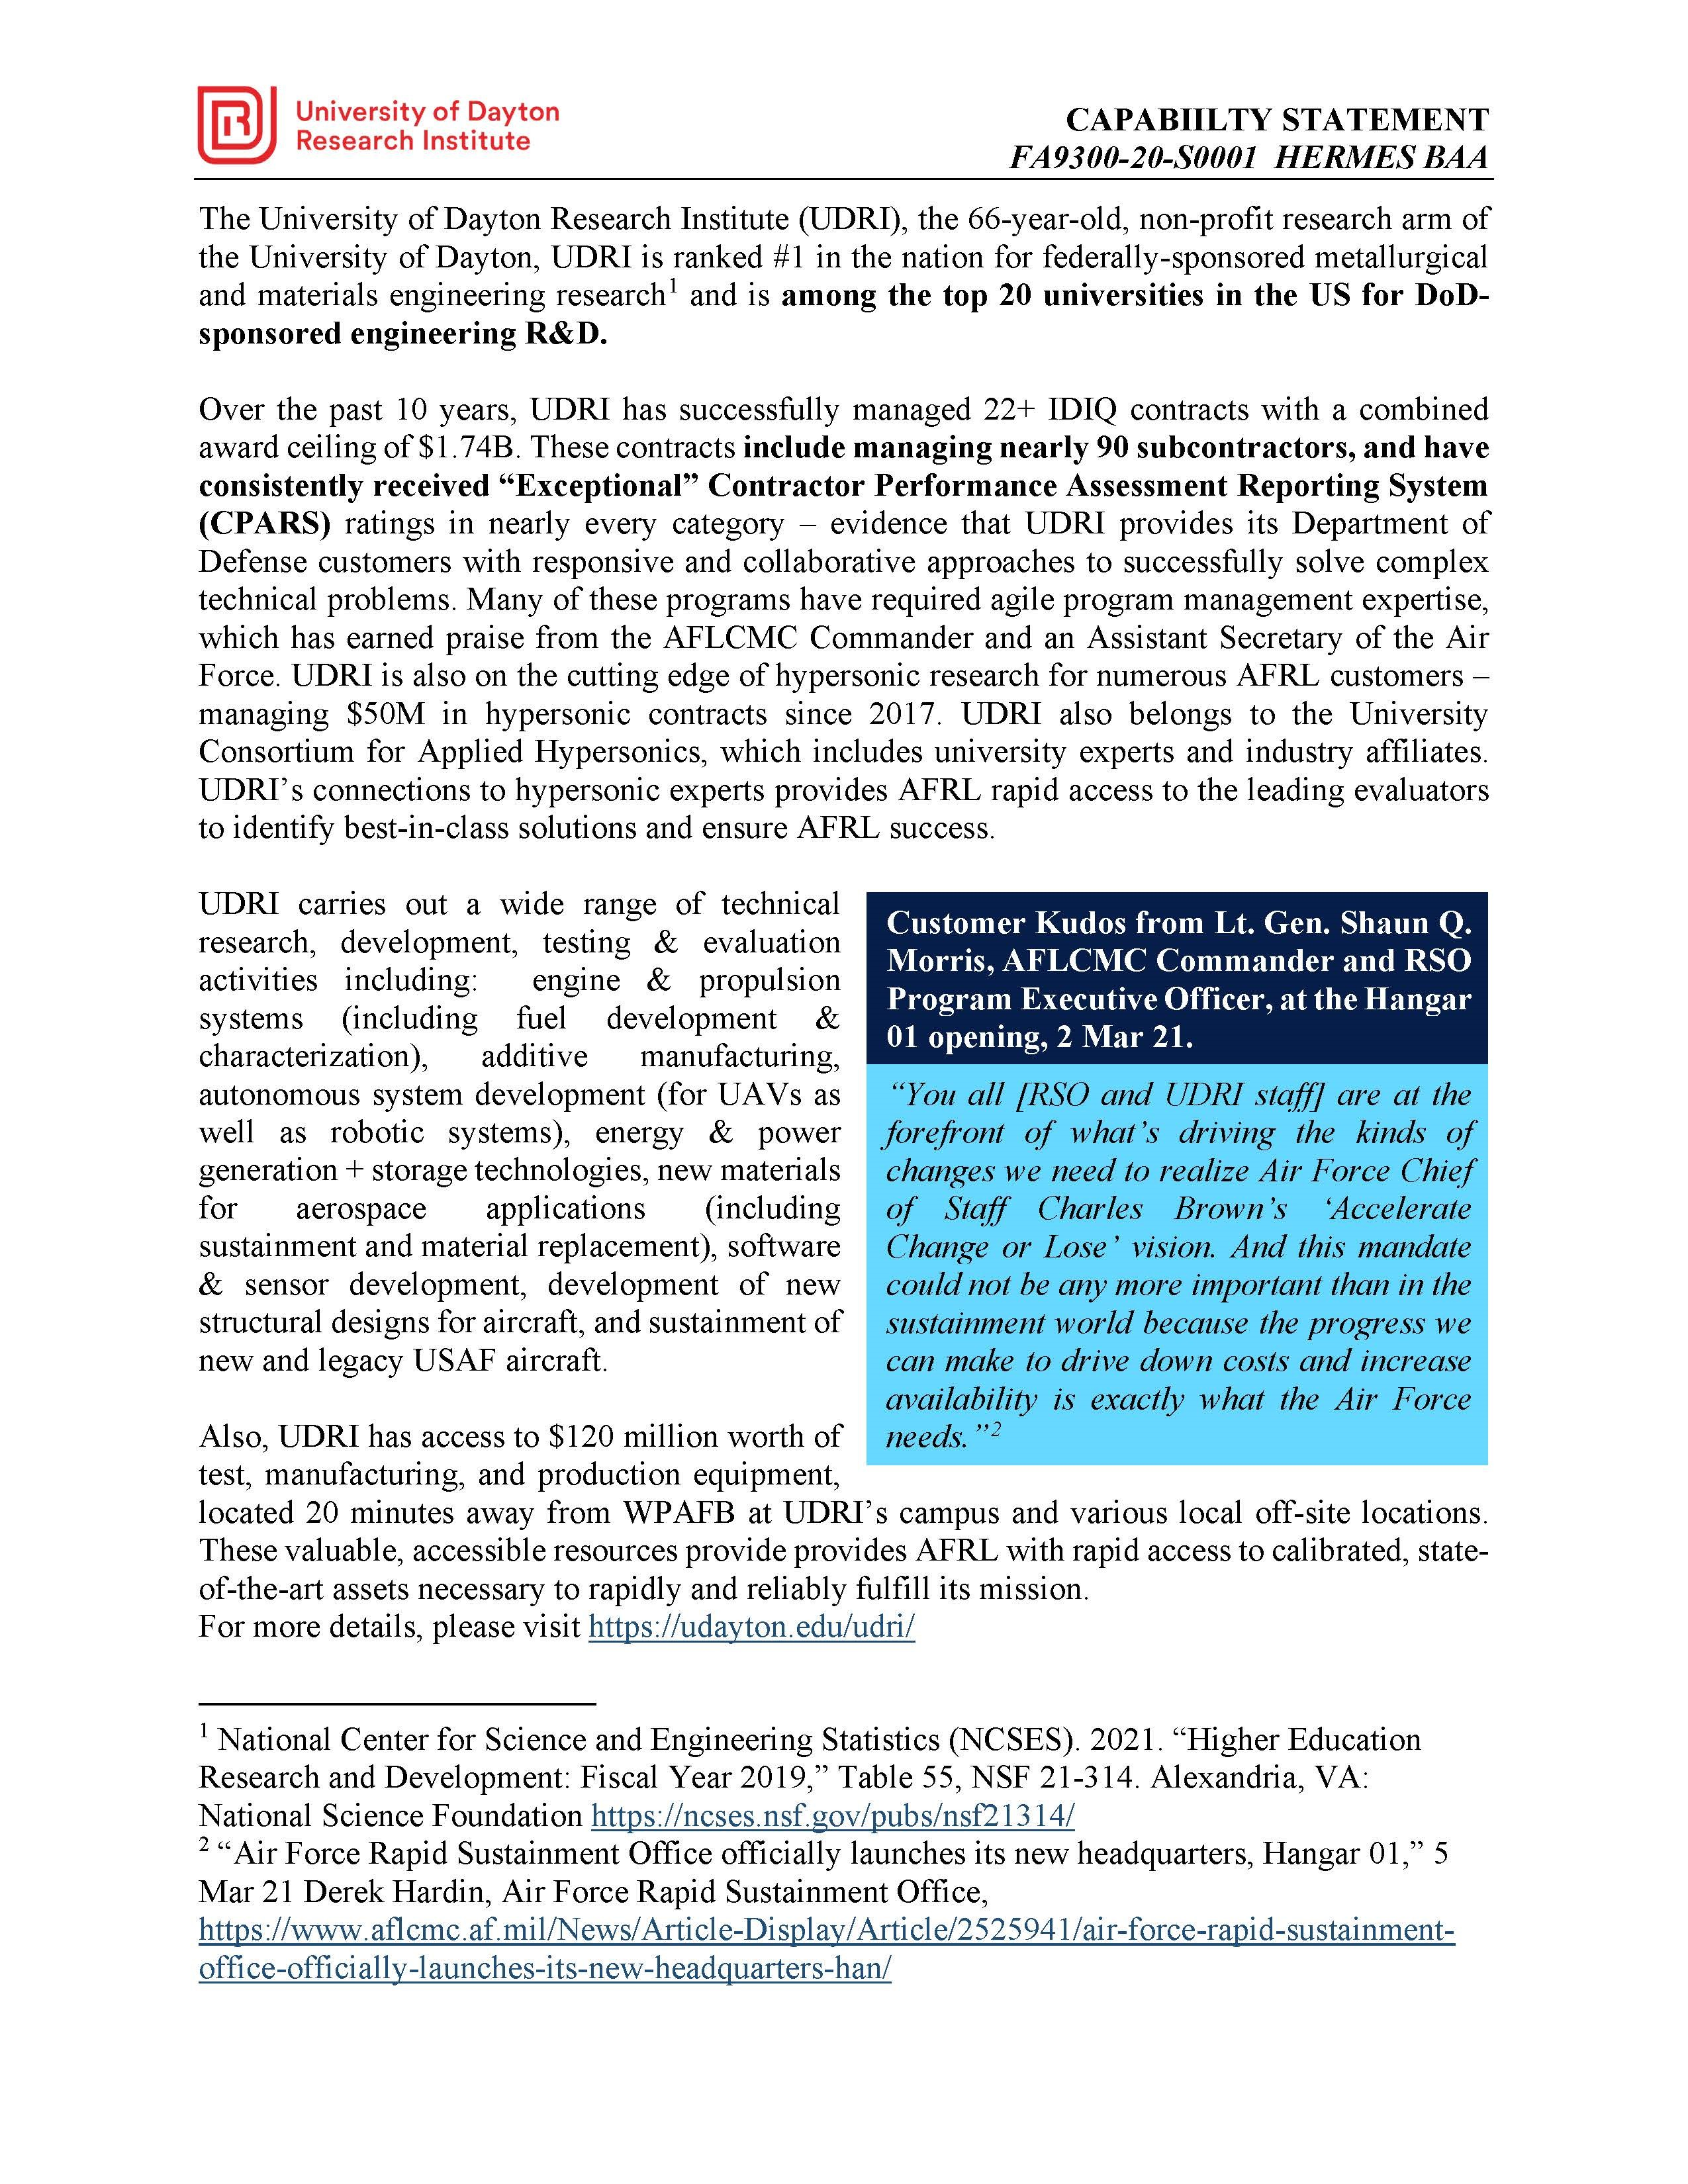 University of Dayton
Research Institute
CAPABIILTY STATEMENT
FA9300-20-S0001 HERMES BAA
The University of Dayton Research Institute (UDRI), the 66-year-old, non-profit research arm of
the University of Dayton, UDRI is ranked #1 in the nation for federally-sponsored metallurgical
and materials engineering research1 and is among the top 20 universities in the US for DoD-
sponsored engineering R&D.
Over the past 10 years, UDRI has successfully managed 22+ IDIQ contracts with a combined
award ceiling of $1.74B. These contracts include managing nearly 90 subcontractors, and have
consistently received “Exceptional” Contractor Performance Assessment Reporting System
(CPARS) ratings in nearly every category – evidence that UDRI provides its Department of
Defense customers with responsive and collaborative approaches to successfully solve complex
technical problems. Many of these programs have required agile program management expertise,
which has earned praise from the AFLCMC Commander and an Assistant Secretary of the Air
Force. UDRI is also on the cutting edge of hypersonic research for numerous AFRL customers –
managing $50M in hypersonic contracts since 2017. UDRI also belongs to the University
Consortium for Applied Hypersonics, which includes university experts and industry affiliates.
UDRI’s connections to hypersonic experts provides AFRL rapid access to the leading evaluators
to identify best-in-class solutions and ensure AFRL success.
UDRI carries out a wide range of technical
research, development, testing & evaluation
activities including: engine & propulsion
systems (including fuel development &
characterization), additive manufacturing,
autonomous system development (for UAVs as
well as robotic systems), energy & power
generation + storage technologies, new materials
for aerospace applications (including
sustainment and material replacement), software
& sensor development, development of new
structural designs for aircraft, and sustainment of
new and legacy USAF aircraft.
Customer Kudos from Lt. Gen. Shaun Q.
Morris, AFLCMC Commander and RSO
Program Executive Officer, at the Hangar
01 opening, 2 Mar 21.
“You all [RSO and UDRI staff] are at the
forefront of what’s driving the kinds of
changes we need to realize Air Force Chief
of Staff Charles Brown’s ‘Accelerate
Change or Lose’ vision. And this mandate
could not be any more important than in the
sustainment world because the progress we
can make to drive down costs and increase
availability is exactly what the Air Force
needs.”2
Also, UDRI has access to $120 million worth of
test, manufacturing, and production equipment,
located 20 minutes away from WPAFB at UDRI’s campus and various local off-site locations.
These valuable, accessible resources provide provides AFRL with rapid access to calibrated, state-
of-the-art assets necessary to rapidly and reliably fulfill its mission.
For more details, please visit https://udayton.edu/udri/
1 National Center for Science and Engineering Statistics (NCSES). 2021. “Higher Education
Research and Development: Fiscal Year 2019,” Table 55, NSF 21-314. Alexandria, VA:
National Science Foundation https://ncses.nsf.gov/pubs/nsf21314/
2 “Air Force Rapid Sustainment Office officially launches its new headquarters, Hangar 01,” 5
Mar 21 Derek Hardin, Air Force Rapid Sustainment Office,
https://www.aflcmc.af.mil/News/Article-Display/Article/2525941/air-force-rapid-sustainment-
office-officially-launches-its-new-headquarters-han/